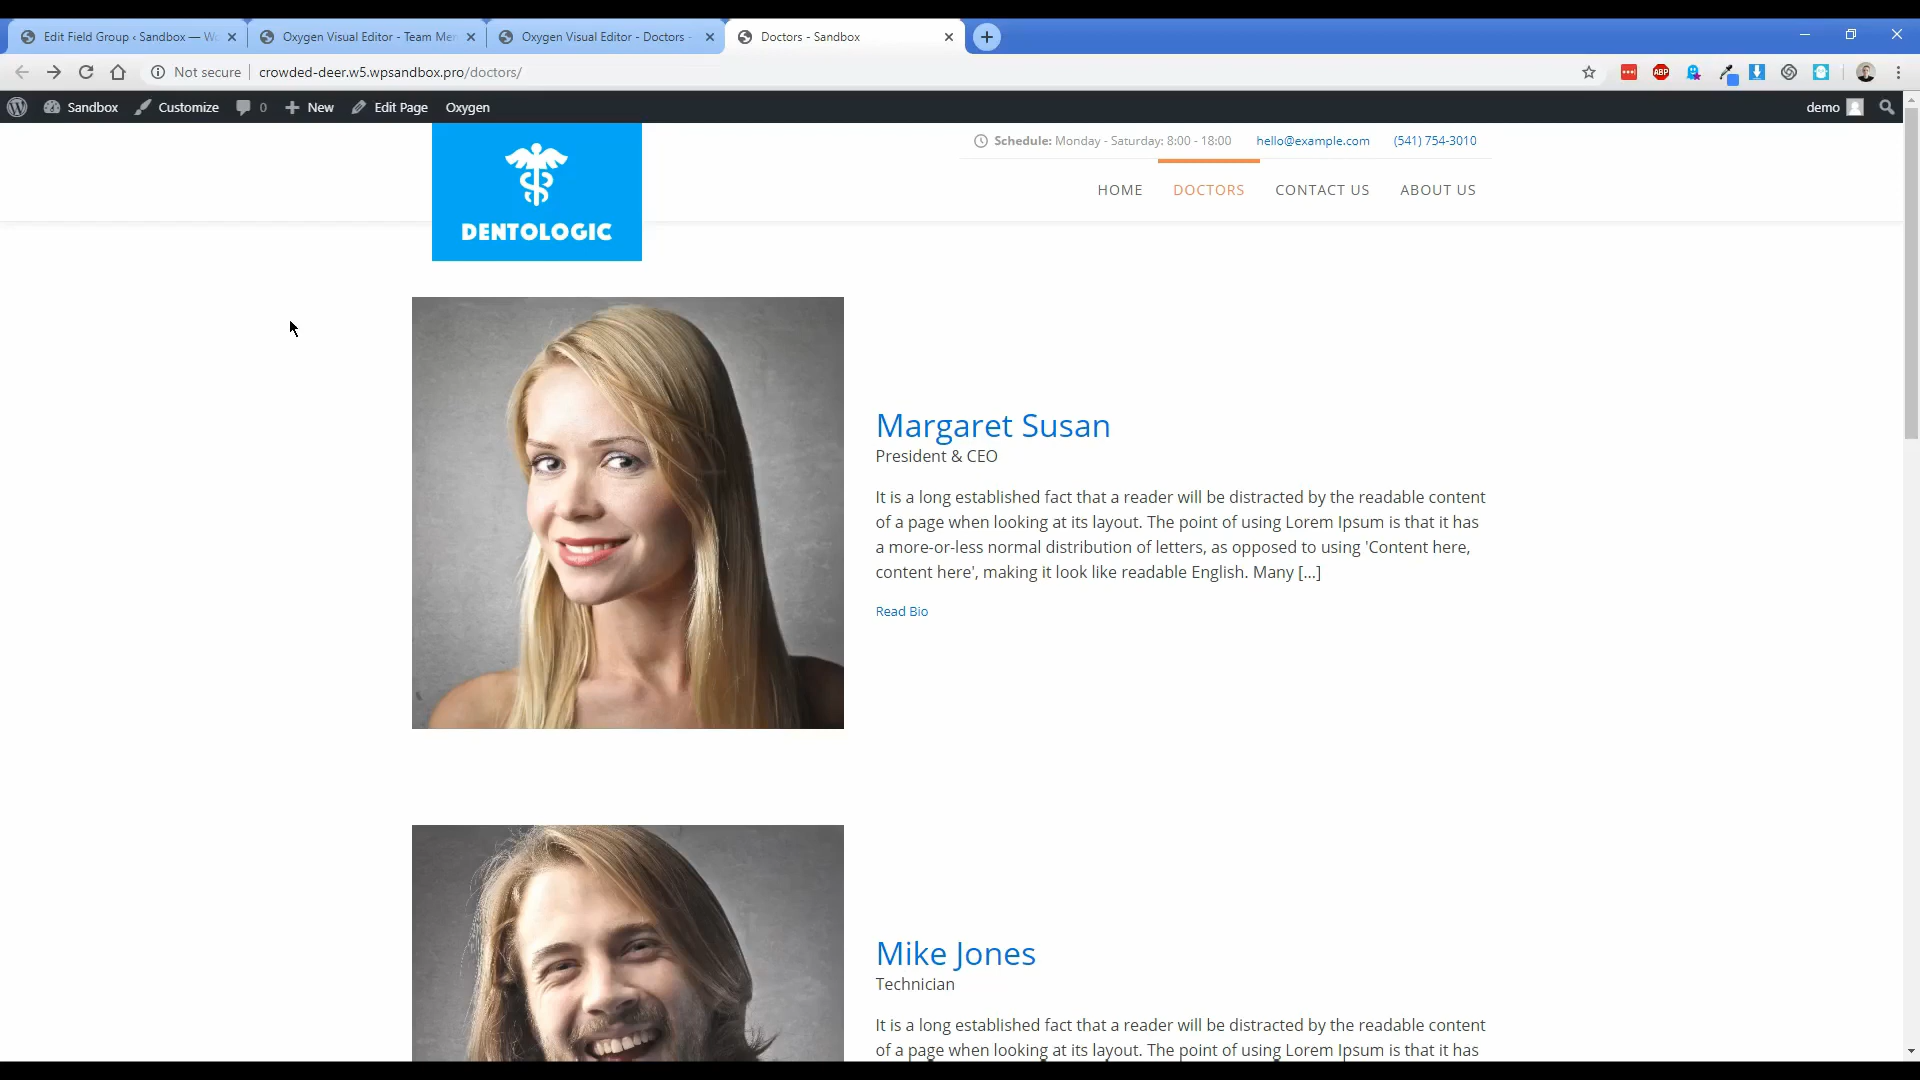 Edit Field Group ‹ Sandbox — Wo
Oxygen Visual Editor - Team Mem
Oxygen Visual Editor - Doctors -
Doctors - Sandbox
Not secure
crowded-deer.w5.wpsandbox.pro/doctors/
ABP
Sandbox
Customize
0
New
Edit Page
Oxygen
demo
DENTOLOGIC
Schedule: Monday - Saturday: 8:00 - 18:00
hello@example.com
(541) 754-3010
HOME
DOCTORS
CONTACT US
ABOUT US
Margaret Susan
President & CEO
It is a long established fact that a reader will be distracted by the readable content
of a page when looking at its layout. The point of using Lorem Ipsum is that it has
a more-or-less normal distribution of letters, as opposed to using 'Content here,
content here', making it look like readable English. Many [...]
Read Bio
Mike Jones
Technician
It is a long established fact that a reader will be distracted by the readable content
of a page when looking at its layout. The point of using Lorem Ipsum is that it has